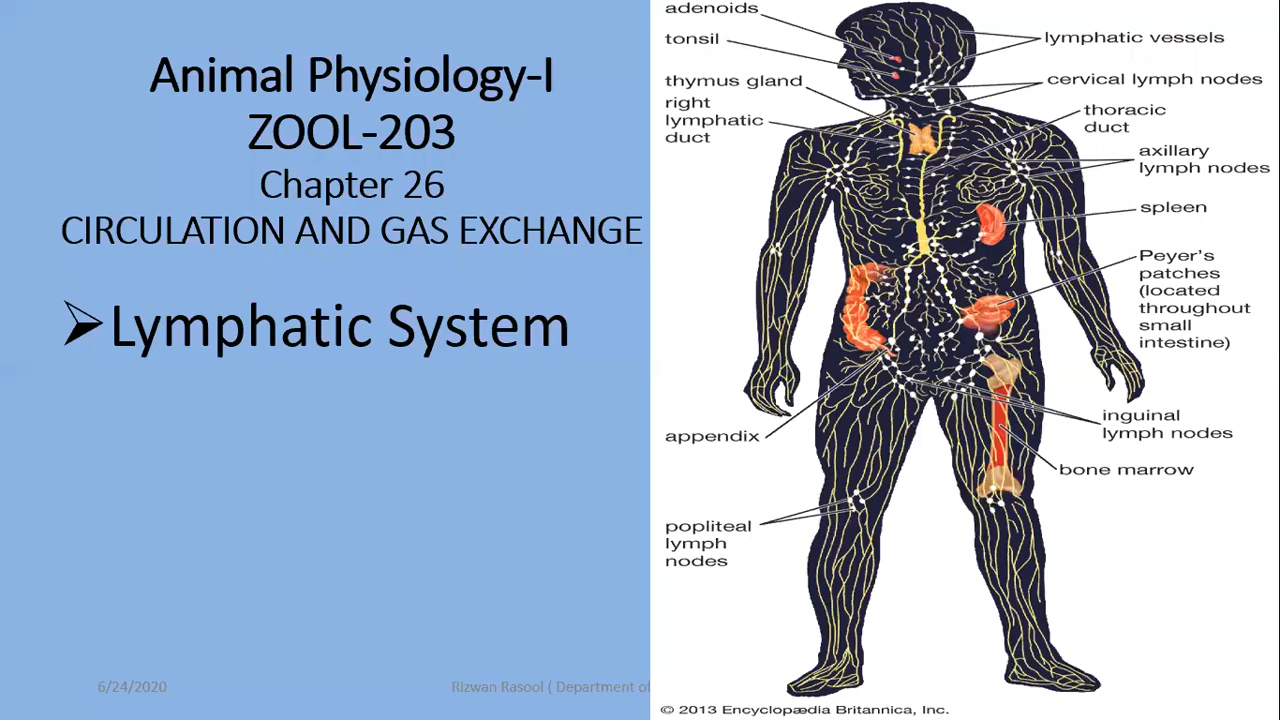 Animal Physiology-I
ZOOL-203
Chapter 26
CIRCULATION AND GAS EXCHANGE
➢Lymphatic System
6/24/2020
Rizwan Rasool ( Department of
adenoids
tonsil
thymus gland
right
lymphatic
duct
appendix
popliteal
lymph
nodes
lymphatic vessels
cervical lymph nodes
thoracic
duct
axillary
lymph nodes
spleen
Peyer's
patches
(located
throughout
small
intestine)
inguinal
lymph nodes
bone marrow
© 2013 Encyclopædia Britannica, Inc.